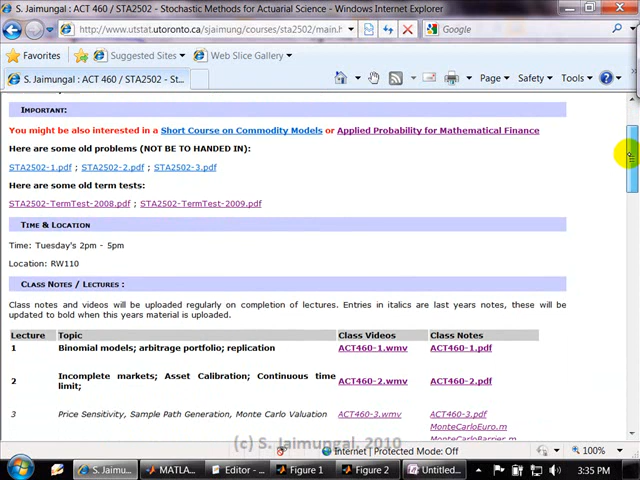 S. Jaimungal : ACT 460 / STA2502 - Stochastic Methods for Actuarial Science - Windows Internet Explorer
http://www.utstat.utoronto.ca/sjaimung/courses/sta2502/main.h
Google
Favorites
Suggested Sites
Web Slice Gallery
S. Jaimungal : ACT 460 / STA2502 - St...
Page
Safety
Tools
IMPORTANT:
You might be also interested in a Short Course on Commodity Models or Applied Probability for Mathematical Finance
Here are some old problems (NOT BE TO HANDED IN):
STA2502-1.pdf ; STA2502-2.pdf ; STA2502-3.pdf
Here are some old term tests:
STA2502-TermTest-2008.pdf ; STA2502-TermTest-2009.pdf
TIME & LOCATION
Time: Tuesday's 2pm - 5pm
Location: RW110
CLASS NOTES / LECTURES :
Class notes and videos will be uploaded regularly on completion of lectures. Entries in italics are last years notes, these will
be updated to bold when this years material is uploaded.
Lecture Topic Class Videos Class Notes
1 Binomial models; arbitrage portfolio; replication ACT460-1.wmv ACT460-1.pdf
2 Incomplete markets; Asset Calibration; Continuous time
limit; ACT460-2.wmv ACT460-2.pdf
3 Price Sensitivity, Sample Path Generation, Monte Carlo Valuation ACT460-3.wmv ACT460-3.pdf
MonteCarloEuro.m
MonteCarloBarrier.m
(c) S. Jaimungal, 2010
Internet | Protected Mode: Off
100%
S. Jaimu...
MATLA...
Editor - ...
Figure 1
Figure 2
Untitled...
3:35 PM